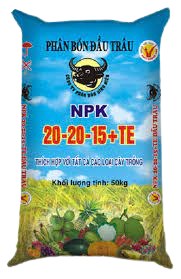 PHÂN BÓN ĐẦU TRÂU
NPK
20-20-15+TE
THÍCH HỢP VỚI TẤT CẢ CÁC LOẠI CÂY TRỒNG
Khối lượng tịnh: 50kg